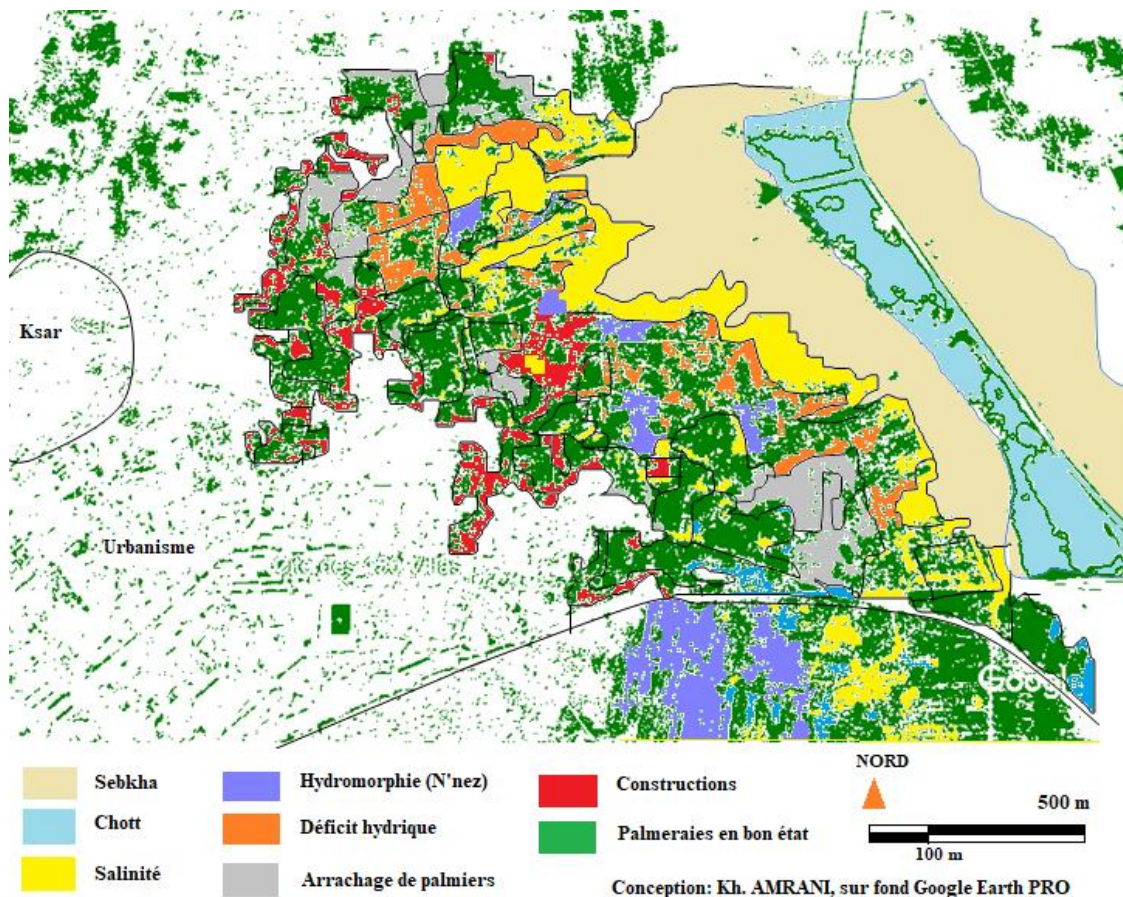 Ksar
Urbanisme
Sebkha
Chott
Salinité
Hydromorphie (N'nez)
Déficit hydrique
Arrachage de palmiers
Constructions
Palmeraies en bon état
NORD
500 m
100 m
Conception: Kh. AMRANI, sur fond Google Earth PRO